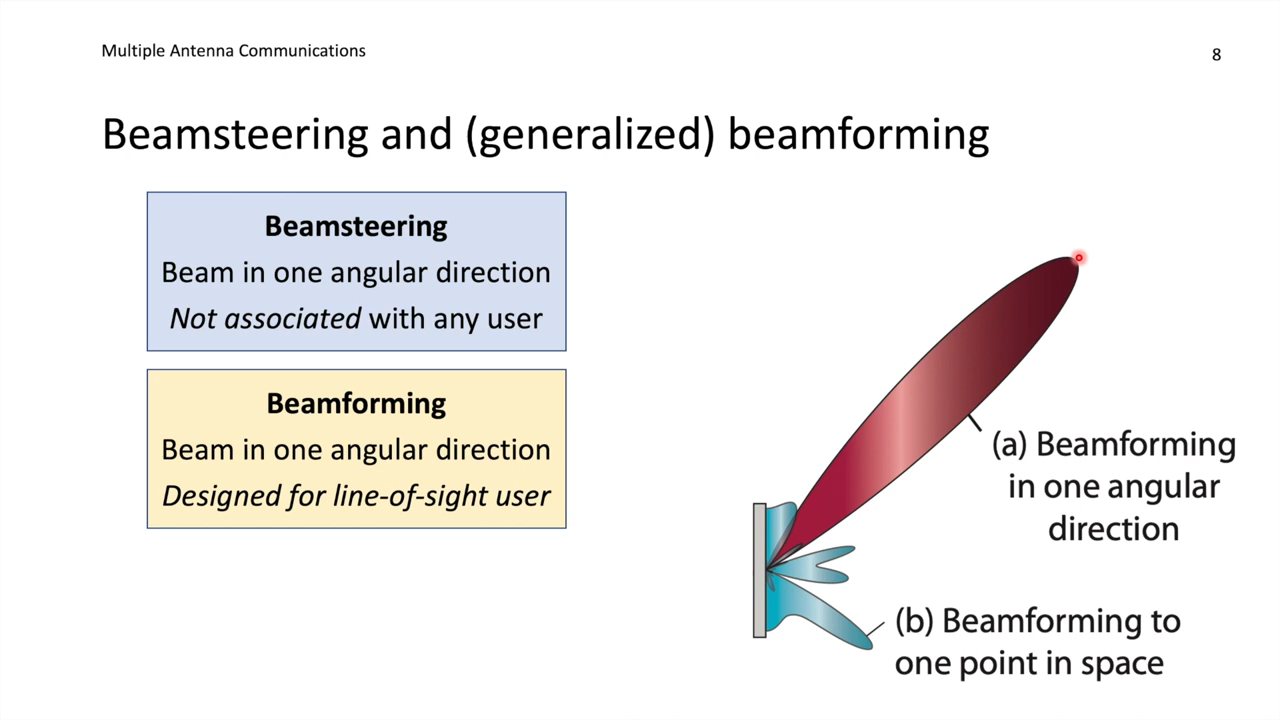 Multiple Antenna Communications
8
Beamsteering and (generalized) beamforming
Beamsteering
Beam in one angular direction
Not associated with any user
Beamforming
Beam in one angular direction
Designed for line-of-sight user
(a) Beamforming
in one angular
direction
(b) Beamforming to
one point in space